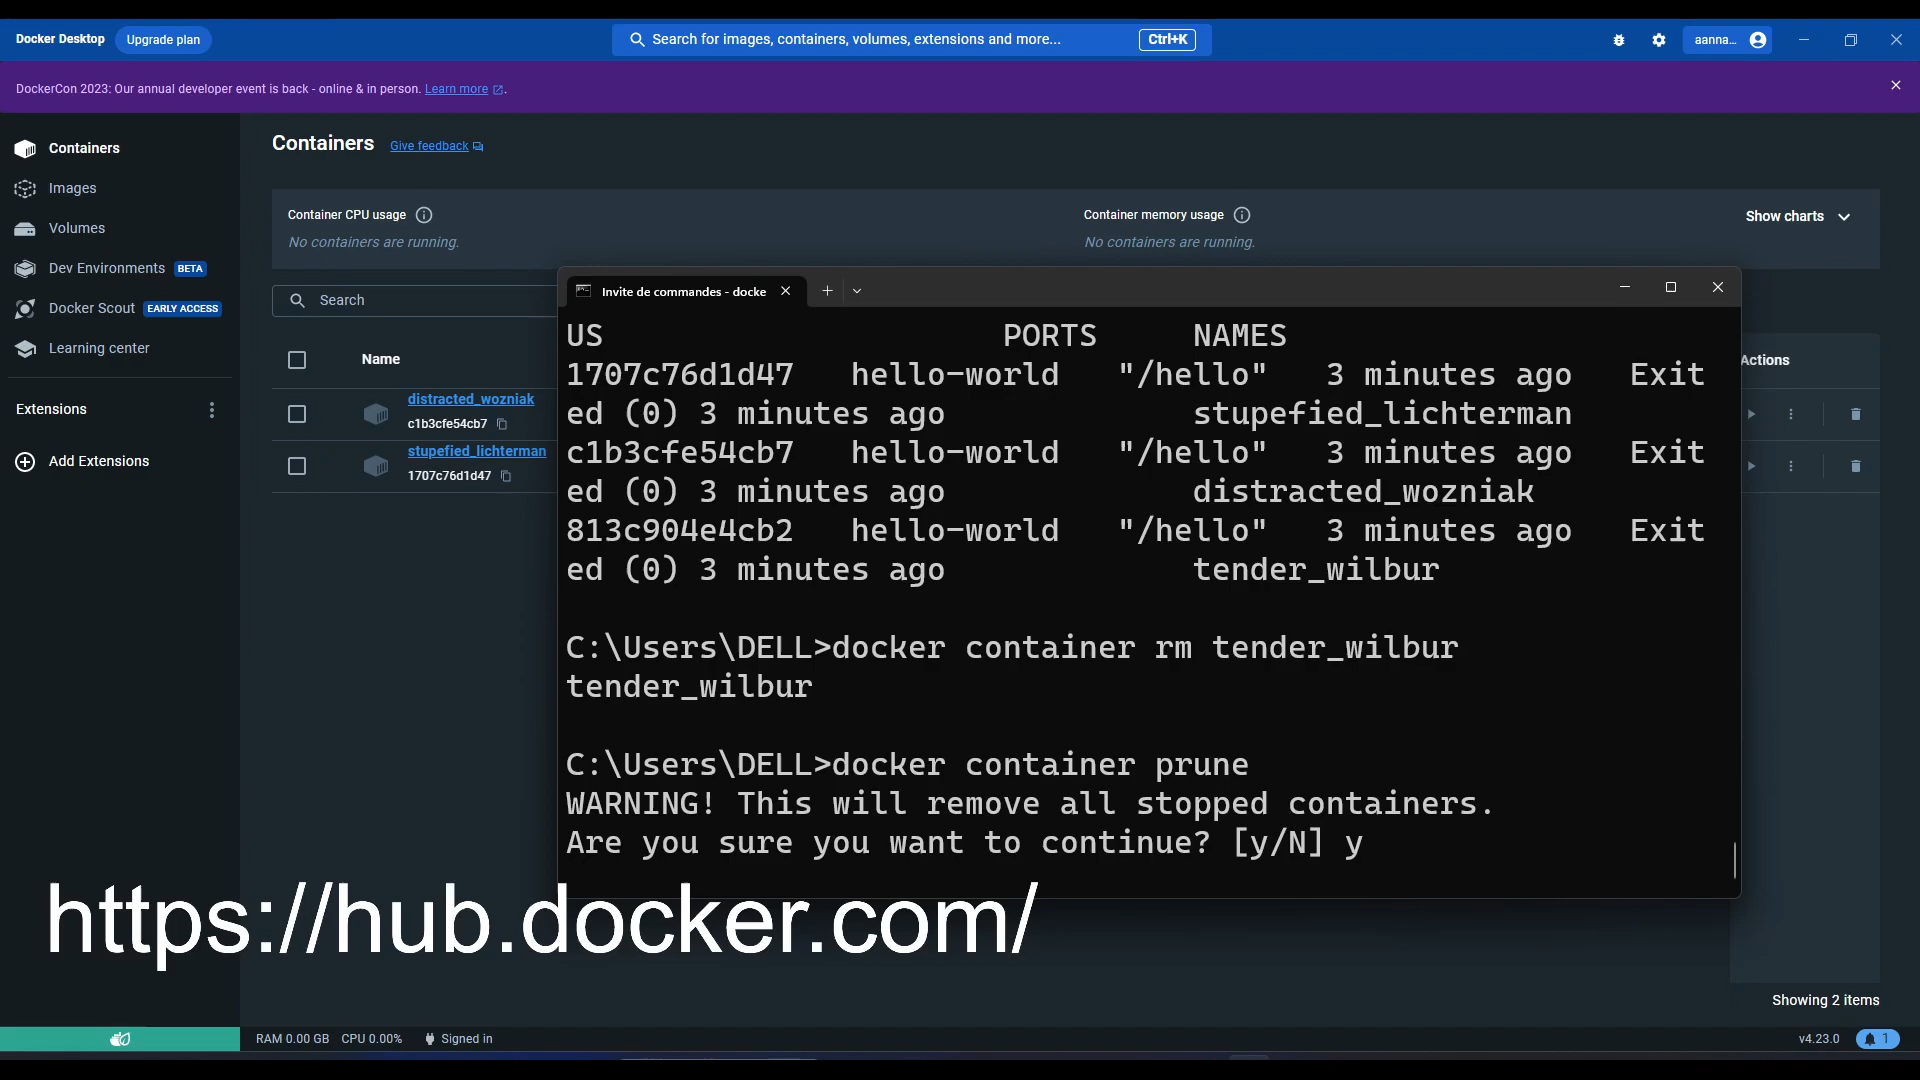 Docker Desktop Upgrade plan Search for images, containers, volumes, extensions and more... Ctrl+K aanna...
DockerCon 2023: Our annual developer event is back - online & in person. Learn more .
Containers
Images
Volumes
Dev Environments BETA
Docker Scout EARLY ACCESS
Learning center
Extensions
Add Extensions
Containers Give feedback
Container CPU usage
No containers are running.
Container memory usage
No containers are running.
Show charts
Search
Name
Actions
distracted_wozniak
c1b3cfe54cb7
stupefied_lichterman
1707c76d1d47
Invite de commandes - docke
US PORTS NAMES
1707c76d1d47 hello-world "/hello" 3 minutes ago Exit
ed (0) 3 minutes ago stupefied_lichterman
c1b3cfe54cb7 hello-world "/hello" 3 minutes ago Exit
ed (0) 3 minutes ago distracted_wozniak
813c904e4cb2 hello-world "/hello" 3 minutes ago Exit
ed (0) 3 minutes ago tender_wilbur
C:\Users\DELL>docker container rm tender_wilbur
tender_wilbur
C:\Users\DELL>docker container prune
WARNING! This will remove all stopped containers.
Are you sure you want to continue? [y/N] y
https://hub.docker.com/
Showing 2 items
RAM 0.00 GB CPU 0.00% Signed in v4.23.0 1